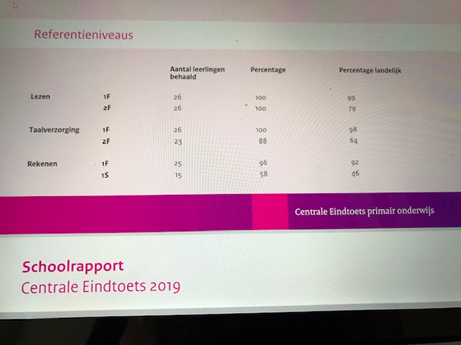 Referentieniveaus
Aantal leerlingen behaald Percentage Percentage landelijk
Lezen 1F 26 100 99
2F 26 100 79
Taalverzorging 1F 26 100 98
2F 23 88 64
Rekenen 1F 25 96 92
1S 15 58 46
Centrale Eindtoets primair onderwijs
Schoolrapport
Centrale Eindtoets 2019